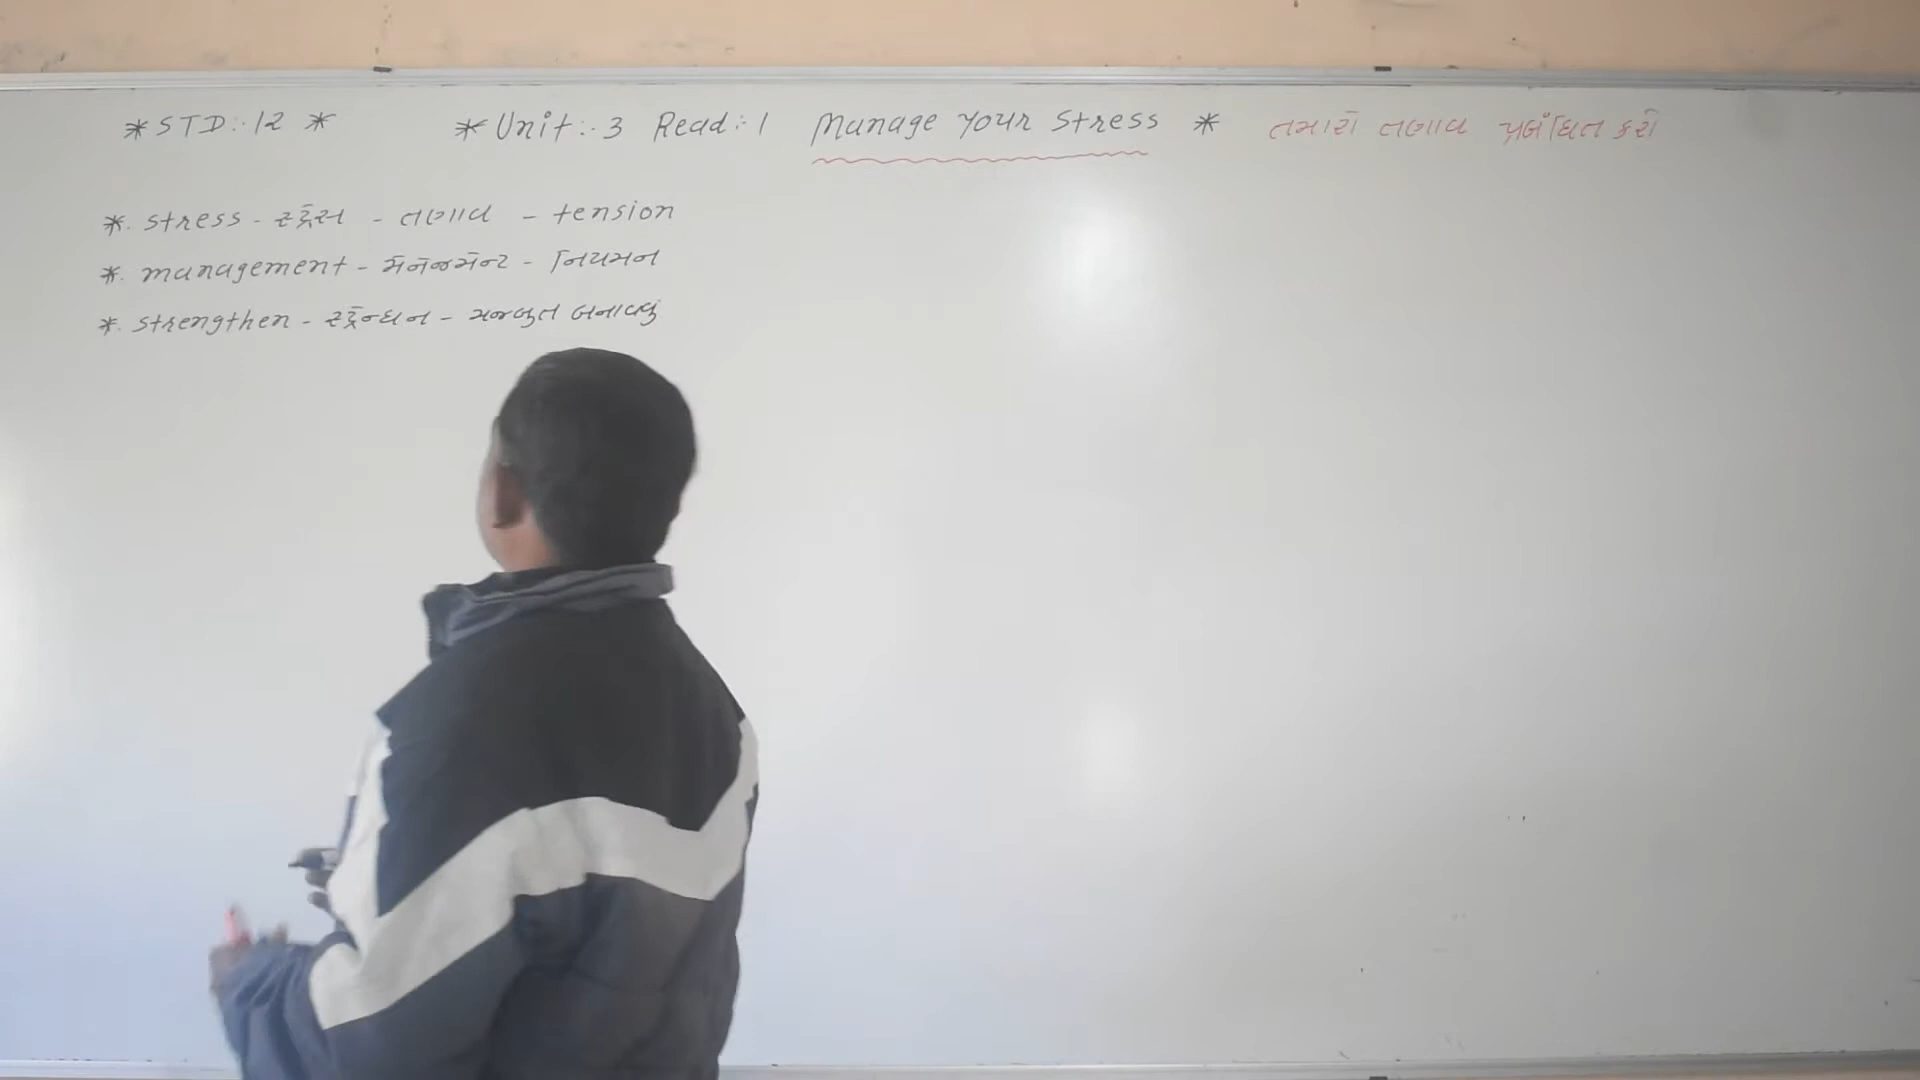 *STD:-12 * *Unit:-3 Read:-1 Manage Your Stress * તમારો તણાવ પ્રબંધિત કરો
*. stress - સ્ટ્રેસ - તણાવ - tension
*. management - મેનેજમેન્ટ - નિયમન
*. strengthen - સ્ટ્રેન્ધન - મજબુત બનાવવું